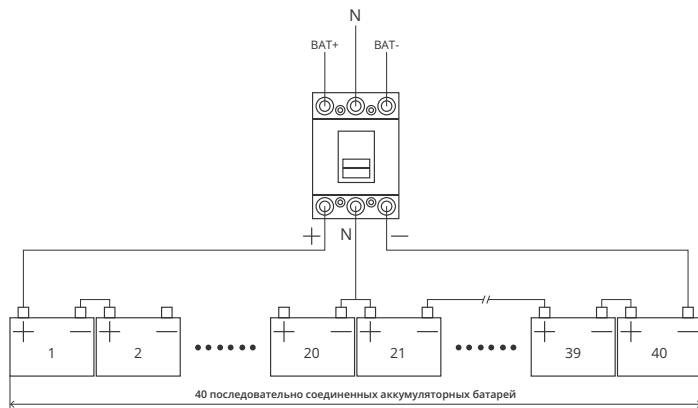 N
BAT+ BAT-
+ N −
+ − + − + − + − + − + −
1 2 •••••• 20 21 •••••• 39 40
40 последовательно соединенных аккумуляторных батарей